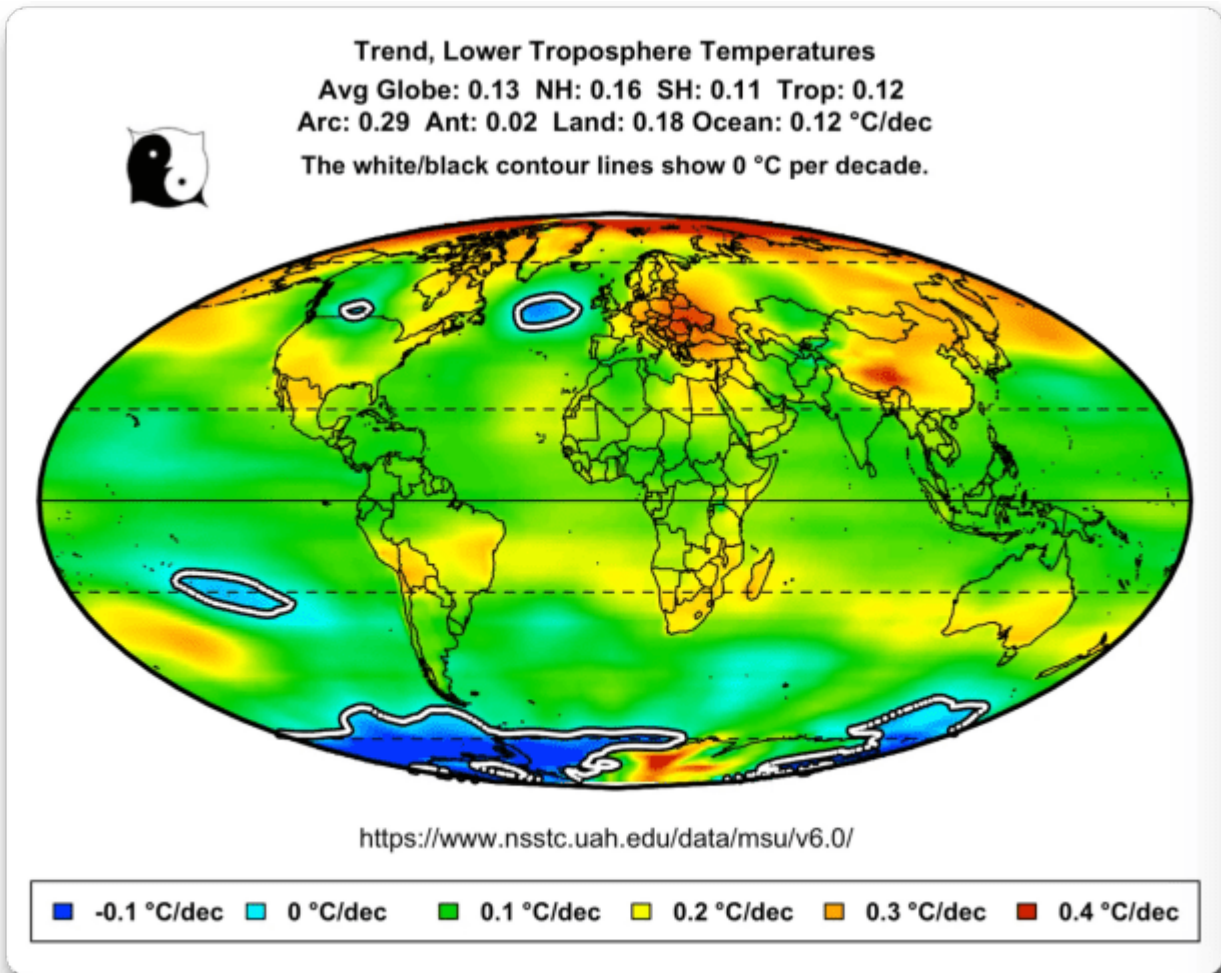 Trend, Lower Troposphere Temperatures
Avg Globe: 0.13 NH: 0.16 SH: 0.11 Trop: 0.12
Arc: 0.29 Ant: 0.02 Land: 0.18 Ocean: 0.12 °C/dec
The white/black contour lines show 0 °C per decade.
https://www.nsstc.uah.edu/data/msu/v6.0/
-0.1 °C/dec 0 °C/dec 0.1 °C/dec 0.2 °C/dec 0.3 °C/dec 0.4 °C/dec